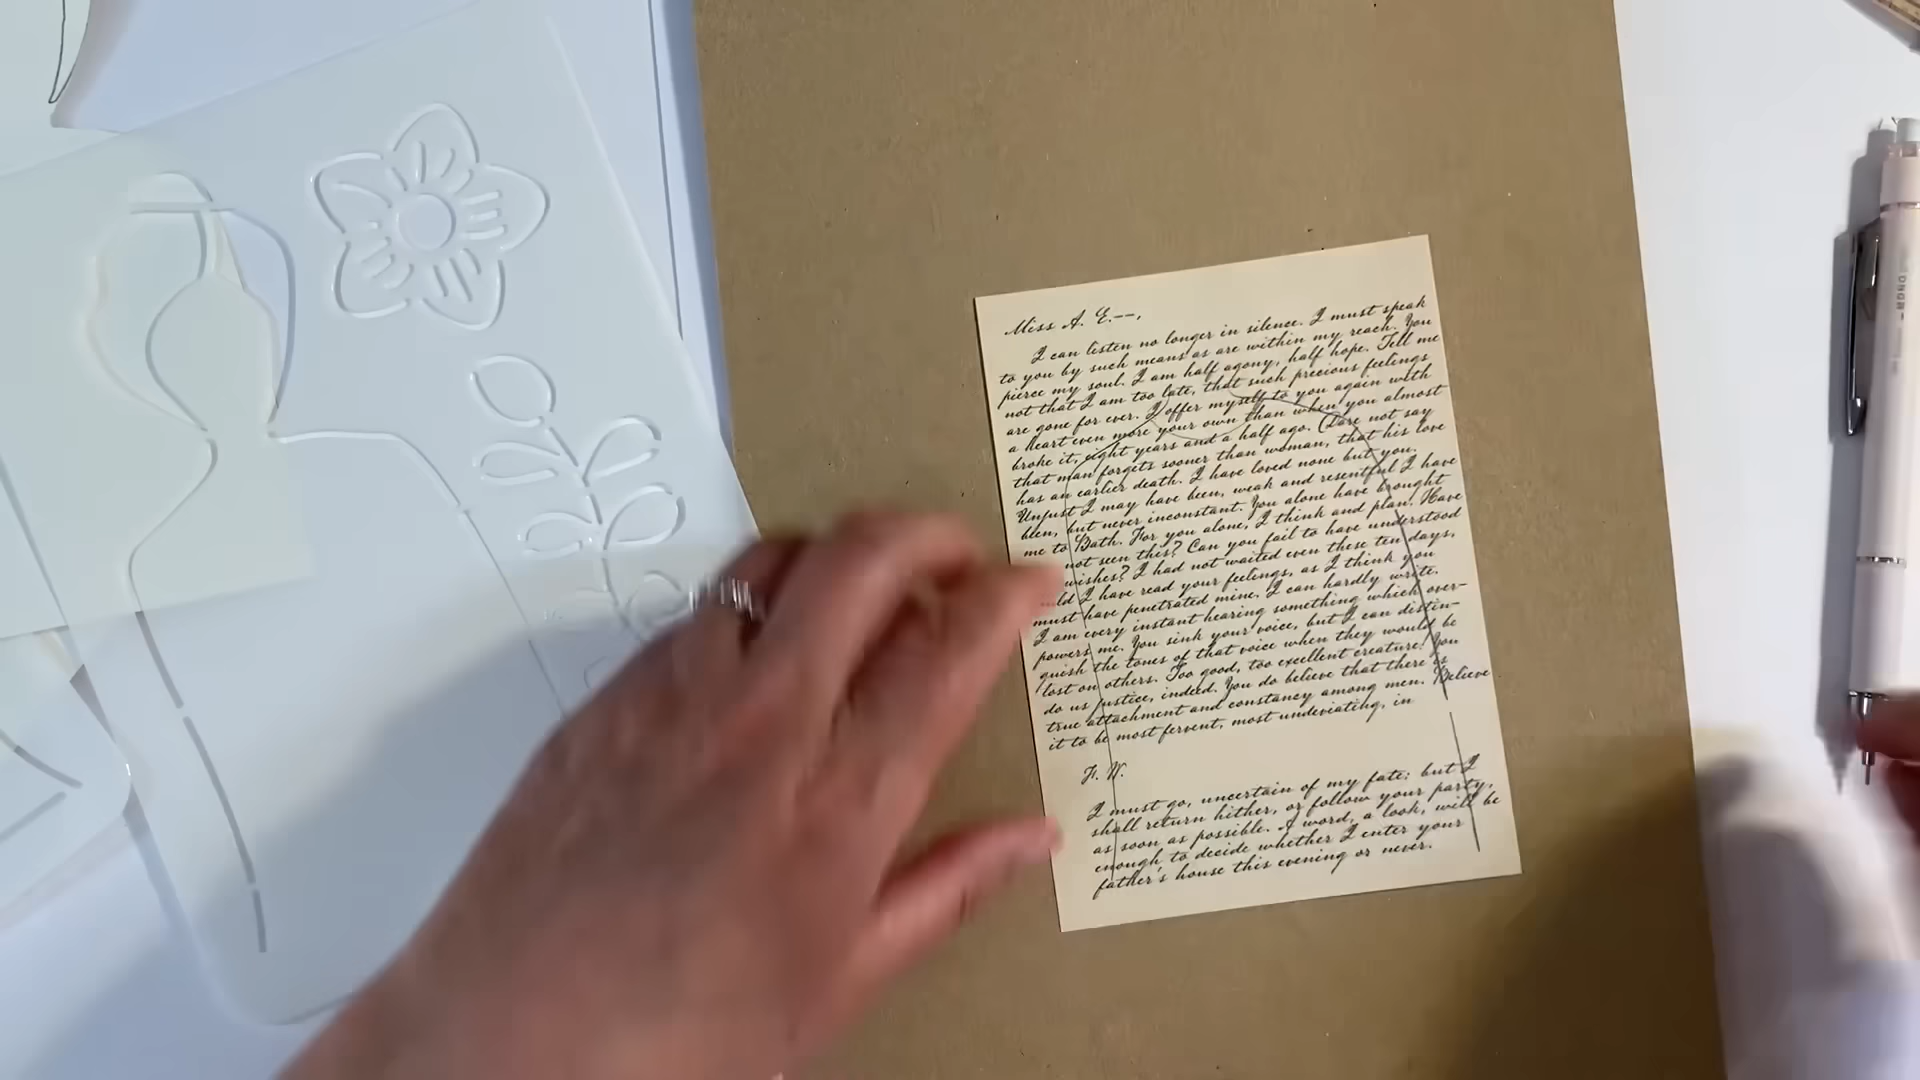 Miss A. E.--,
I can listen no longer in silence. I must speak
to you by such means as are within my reach. You
pierce my soul. I am half agony, half hope. Tell me
not that I am too late, that such precious feelings
are gone for ever. I offer myself to you again with
a heart even more your own than when you almost
broke it, eight years and a half ago. (Dare not say
that man forgets sooner than woman, that his love
has an earlier death. I have loved none but you.
Unjust I may have been, weak and resentful I have
been, but never inconstant. You alone have brought
me to Bath. For you alone, I think and plan! Have
not seen this? Can you fail to have understood
wishes? I had not waited even these ten days,
I have read your feelings, as I think you
must have penetrated mine. I can hardly write.
I am every instant hearing something which over-
powers me. You sink your voice, but I can distin-
guish the tones of that voice when they would be
lost on others. Too good, too excellent creature! You
do us justice, indeed. You do believe that there is
true attachment and constancy among men. Believe
it to be most fervent, most undeviating, in
F. W.
I must go, uncertain of my fate; but I
shall return hither, or follow your party,
as soon as possible. A word, a look, will be
enough to decide whether I enter your
father's house this evening or never.